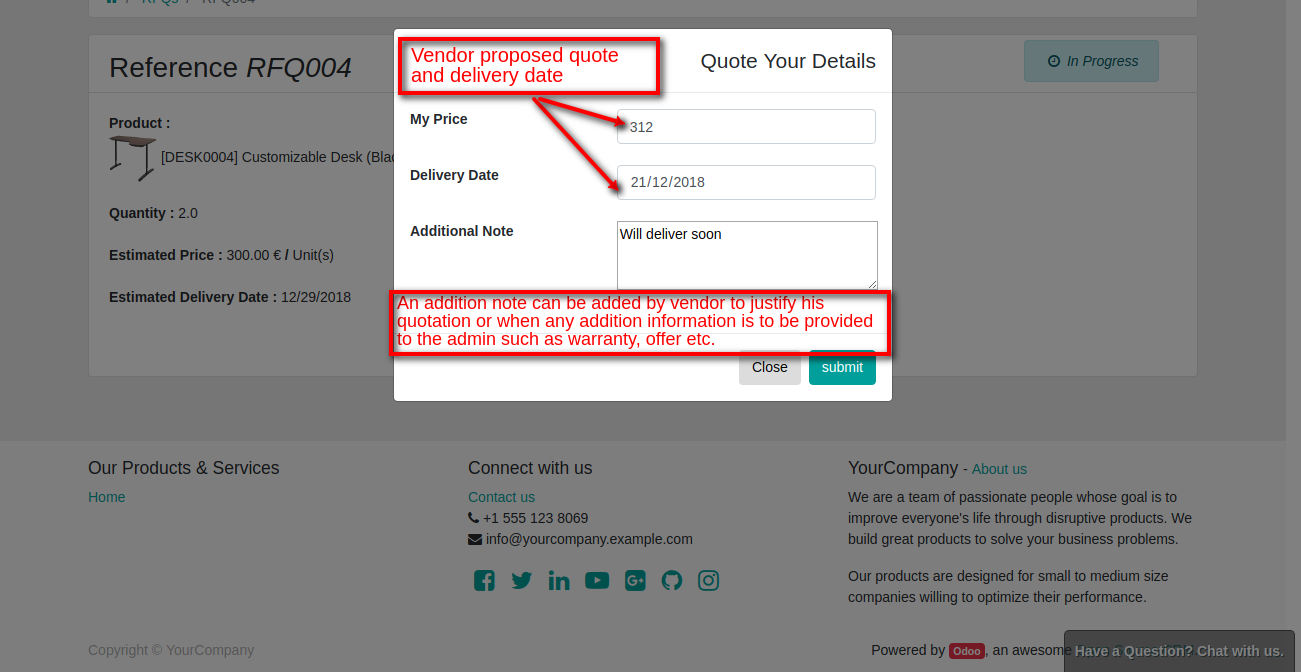 RFQs / RFQ004
Reference RFQ004
In Progress
Product :
[DESK0004] Customizable Desk (Blac
Quantity : 2.0
Estimated Price : 300.00 € / Unit(s)
Estimated Delivery Date : 12/29/2018
Vendor proposed quote
and delivery date
Quote Your Details
My Price
312
Delivery Date
21/12/2018
Additional Note
Will deliver soon
An addition note can be added by vendor to justify his
quotation or when any addition information is to be provided
to the admin such as warranty, offer etc.
Close
submit
Our Products & Services
Home
Connect with us
Contact us
+1 555 123 8069
info@yourcompany.example.com
YourCompany - About us
We are a team of passionate people whose goal is to
improve everyone's life through disruptive products. We
build great products to solve your business problems.
Our products are designed for small to medium size
companies willing to optimize their performance.
Copyright © YourCompany
Powered by Odoo, an awesome
Have a Question? Chat with us.